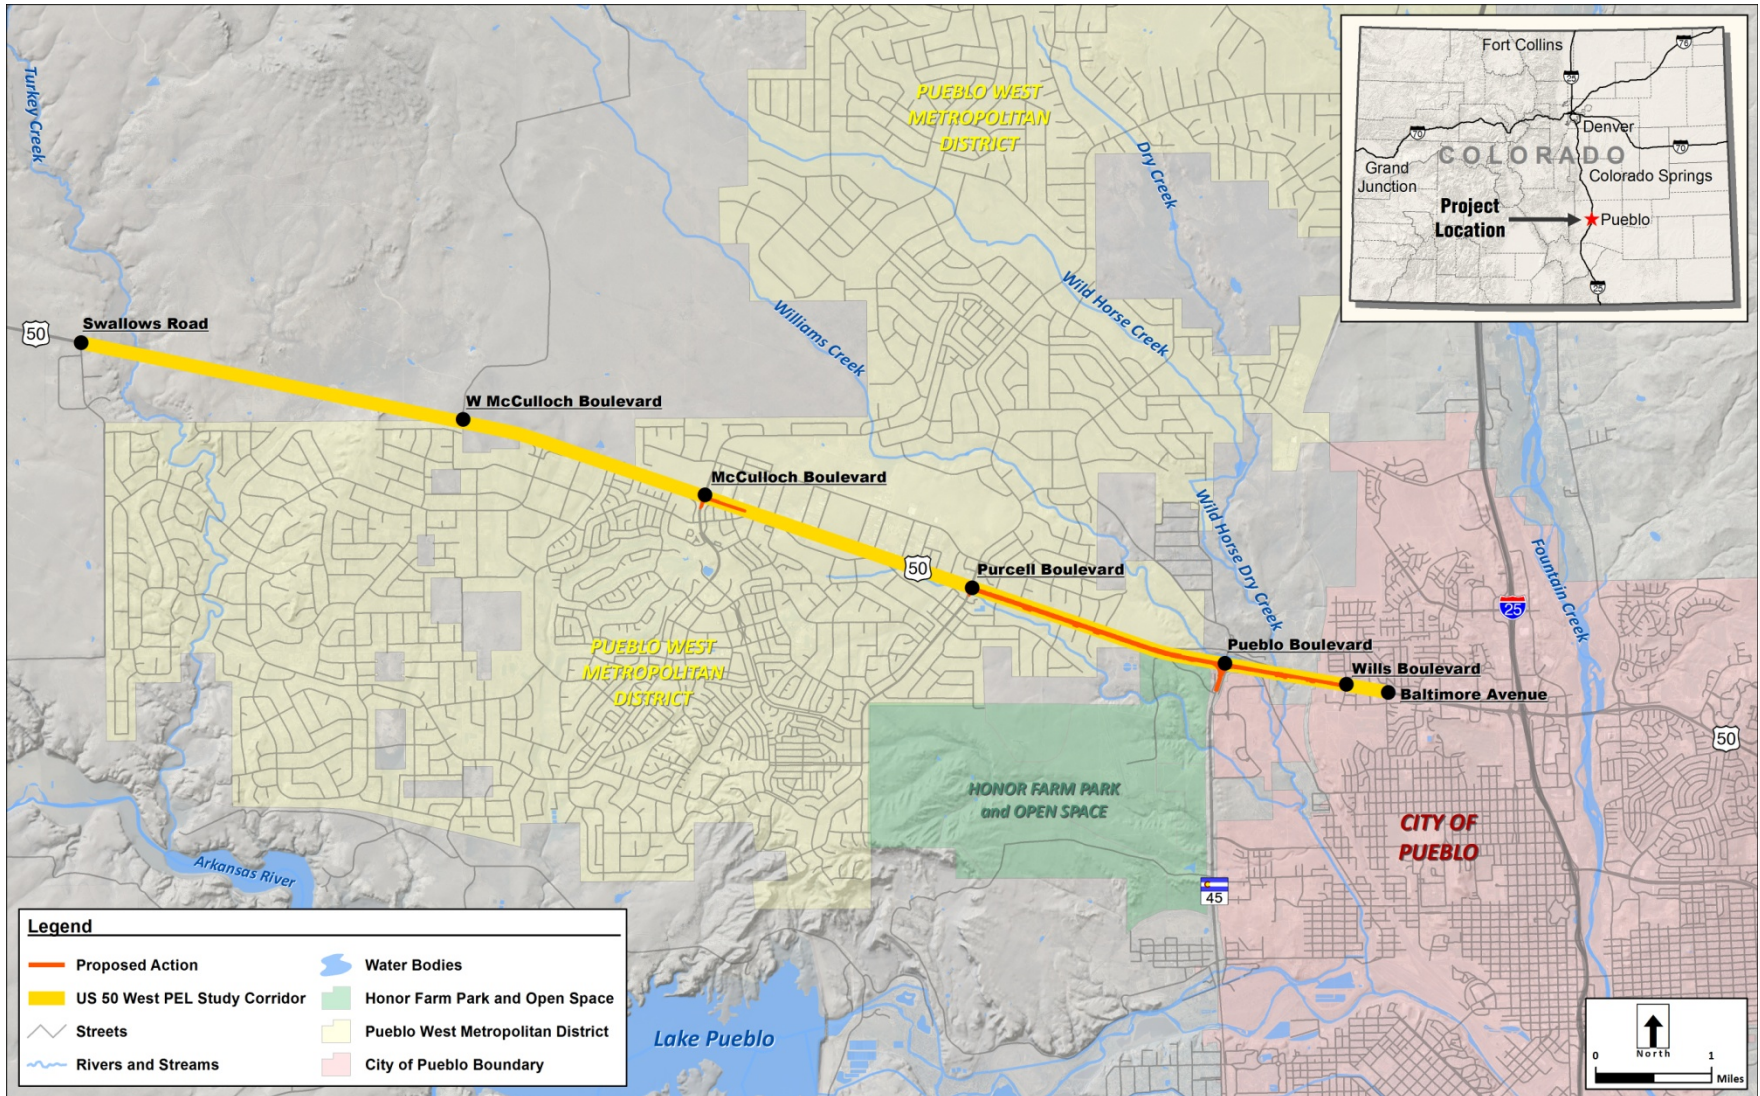 Turkey Creek
PUEBLO WEST
METROPOLITAN
DISTRICT
Dry Creek
Fort Collins
76
25
Denver
70
70
COLORADO
Grand
Junction
Colorado Springs
Project
Location
Pueblo
25
Wild Horse Creek
Williams Creek
50
Swallows Road
W McCulloch Boulevard
McCulloch Boulevard
Wild Horse Dry Creek
Fountain Creek
50
Purcell Boulevard
25
Pueblo Boulevard
Wills Boulevard
Baltimore Avenue
50
PUEBLO WEST
METROPOLITAN
DISTRICT
HONOR FARM PARK
and OPEN SPACE
CITY OF
PUEBLO
Arkansas River
45
Lake Pueblo
Legend
Proposed Action
US 50 West PEL Study Corridor
Streets
Rivers and Streams
Water Bodies
Honor Farm Park and Open Space
Pueblo West Metropolitan District
City of Pueblo Boundary
North
0 1
Miles